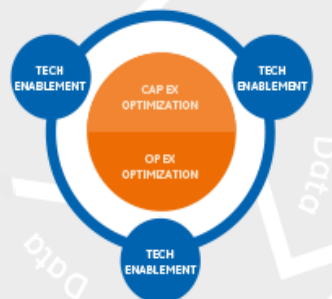 TECH
ENABLEMENT
TECH
ENABLEMENT
CAP EX
OPTIMIZATION
OP EX
OPTIMIZATION
Data
Data
TECH
ENABLEMENT